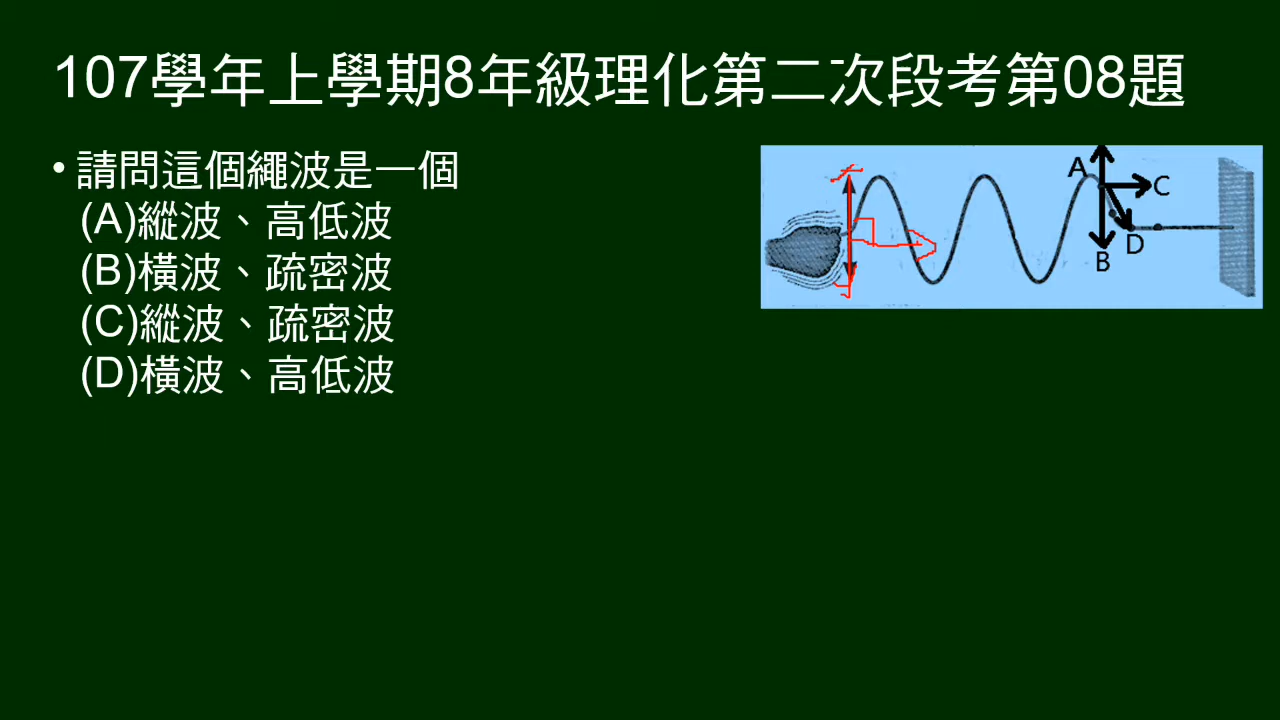 107學年上學期8年級理化第二次段考第08題
•請問這個繩波是一個
(A)縱波、高低波
(B)橫波、疏密波
(C)縱波、疏密波
(D)橫波、高低波
A
C
D
B